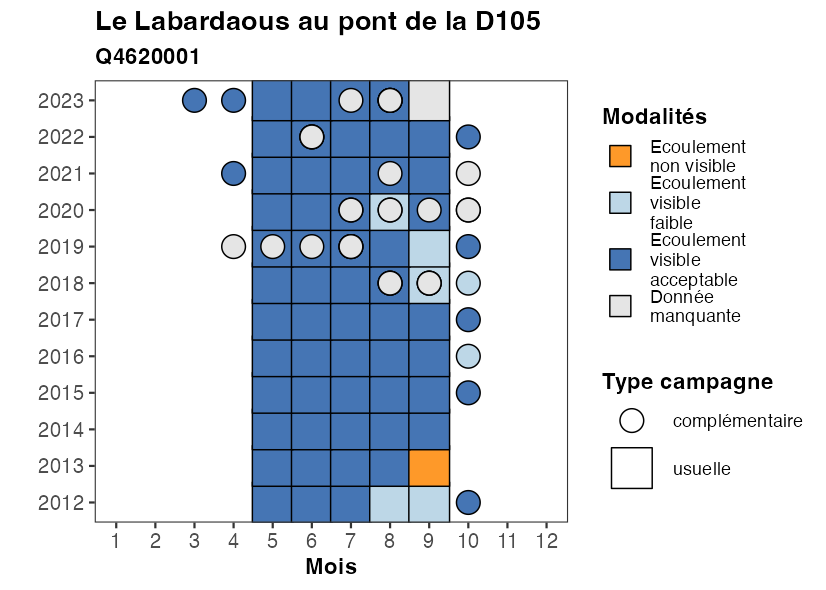 Le Labardaous au pont de la D105
Q4620001
2023
2022
2021
2020
2019
2018
2017
2016
2015
2014
2013
2012
1 2 3 4 5 6 7 8 9 10 11 12
Mois
Modalités
Ecoulement
non visible
Ecoulement
visible
faible
Ecoulement
visible
acceptable
Donnée
manquante
Type campagne
complémentaire
usuelle